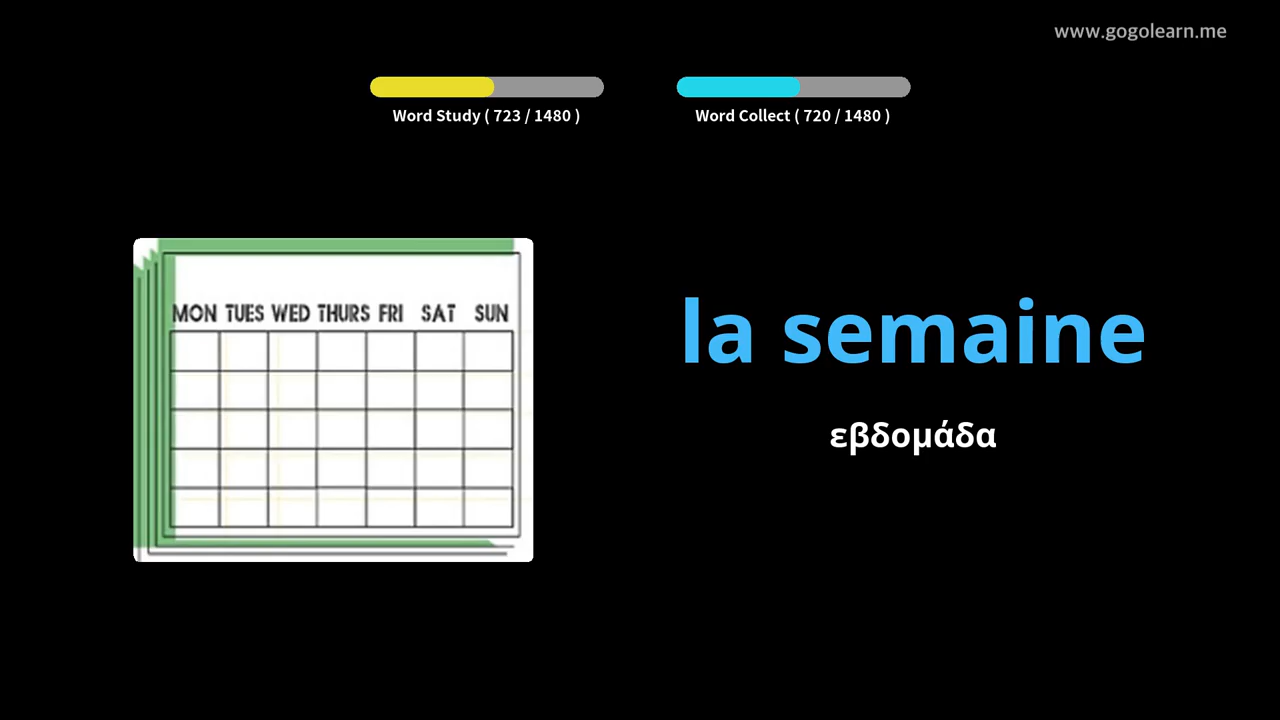 www.gogolearn.me
Word Study ( 723 / 1480 )
Word Collect ( 720 / 1480 )
MON TUES WED THURS FRI SAT SUN
la semaine
εβδομάδα